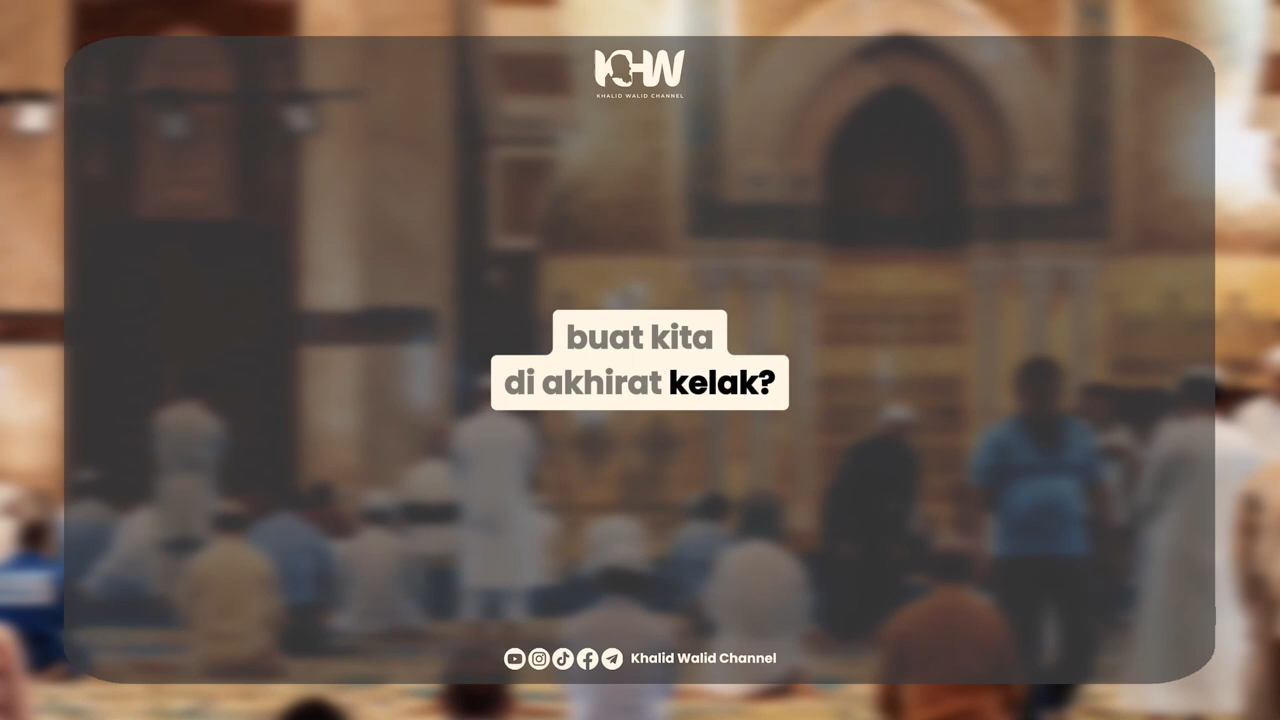 KHW
KHALID WALID CHANNEL
buat kita
di akhirat kelak?
Khalid Walid Channel